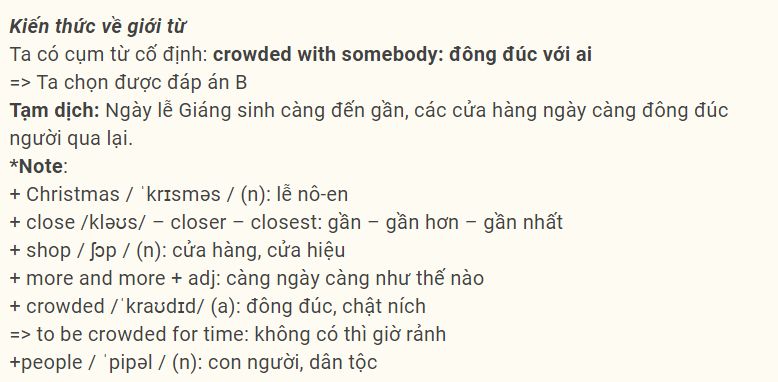 Kiến thức về giới từ
Ta có cụm từ cố định: crowded with somebody: đông đúc với ai
=> Ta chọn được đáp án B
Tạm dịch: Ngày lễ Giáng sinh càng đến gần, các cửa hàng ngày càng đông đúc
người qua lại.
*Note:
+ Christmas / ˈkrɪsməs / (n): lễ nô-en
+ close /kləʊs/ – closer – closest: gần – gần hơn – gần nhất
+ shop / ʃɔp / (n): cửa hàng, cửa hiệu
+ more and more + adj: càng ngày càng như thế nào
+ crowded /ˈkraʊdɪd/ (a): đông đúc, chật ních
=> to be crowded for time: không có thì giờ rảnh
+people / ˈpipəl / (n): con người, dân tộc